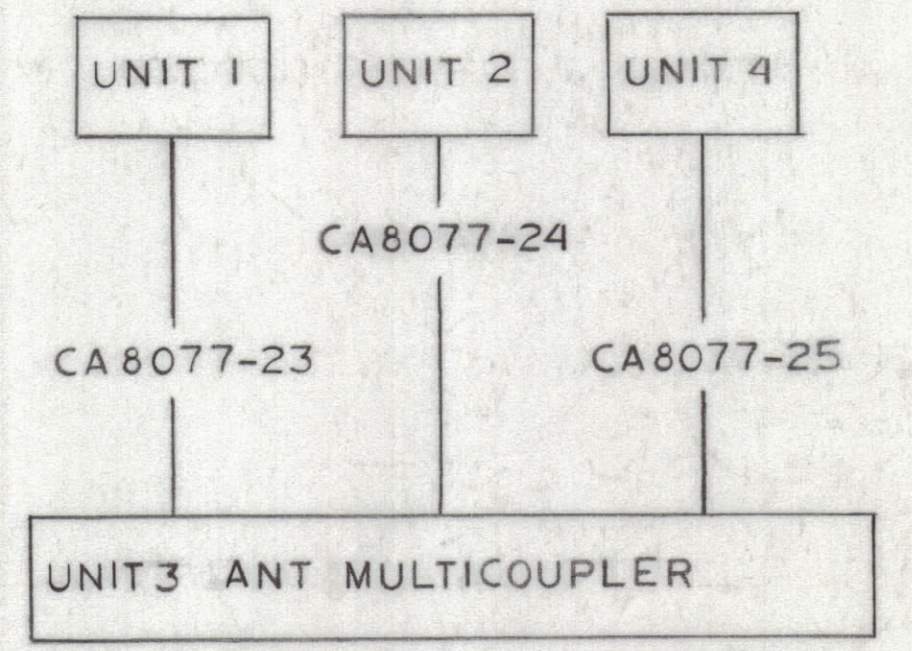 UNIT 1
UNIT 2
UNIT 4
CA8077-24
CA8077-23
CA8077-25
UNIT3 ANT MULTICOUPLER